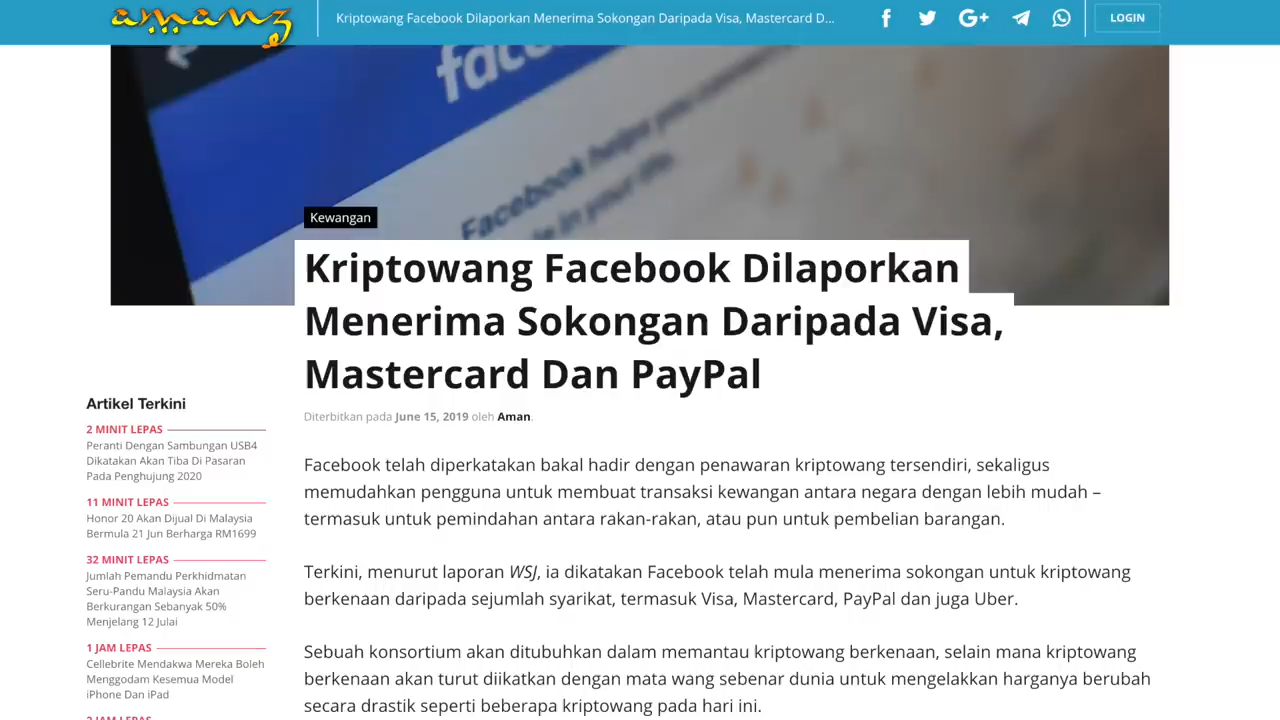 amanz
Kriptowang Facebook Dilaporkan Menerima Sokongan Daripada Visa, Mastercard D...
LOGIN
Facebook helps you
in your life.
Kewangan
Kriptowang Facebook Dilaporkan
Menerima Sokongan Daripada Visa,
Mastercard Dan PayPal
Diterbitkan pada June 15, 2019 oleh Aman.
Artikel Terkini
2 MINIT LEPAS
Peranti Dengan Sambungan USB4
Dikatakan Akan Tiba Di Pasaran
Pada Penghujung 2020
11 MINIT LEPAS
Honor 20 Akan Dijual Di Malaysia
Bermula 21 Jun Berharga RM1699
32 MINIT LEPAS
Jumlah Pemandu Perkhidmatan
Seru-Pandu Malaysia Akan
Berkurangan Sebanyak 50%
Menjelang 12 Julai
1 JAM LEPAS
Cellebrite Mendakwa Mereka Boleh
Menggodam Kesemua Model
iPhone Dan iPad
2 JAM LEPAS
Facebook telah diperkatakan bakal hadir dengan penawaran kriptowang tersendiri, sekaligus
memudahkan pengguna untuk membuat transaksi kewangan antara negara dengan lebih mudah –
termasuk untuk pemindahan antara rakan-rakan, atau pun untuk pembelian barangan.
Terkini, menurut laporan WSJ, ia dikatakan Facebook telah mula menerima sokongan untuk kriptowang
berkenaan daripada sejumlah syarikat, termasuk Visa, Mastercard, PayPal dan juga Uber.
Sebuah konsortium akan ditubuhkan dalam memantau kriptowang berkenaan, selain mana kriptowang
berkenaan akan turut diikatkan dengan mata wang sebenar dunia untuk mengelakkan harganya berubah
secara drastik seperti beberapa kriptowang pada hari ini.